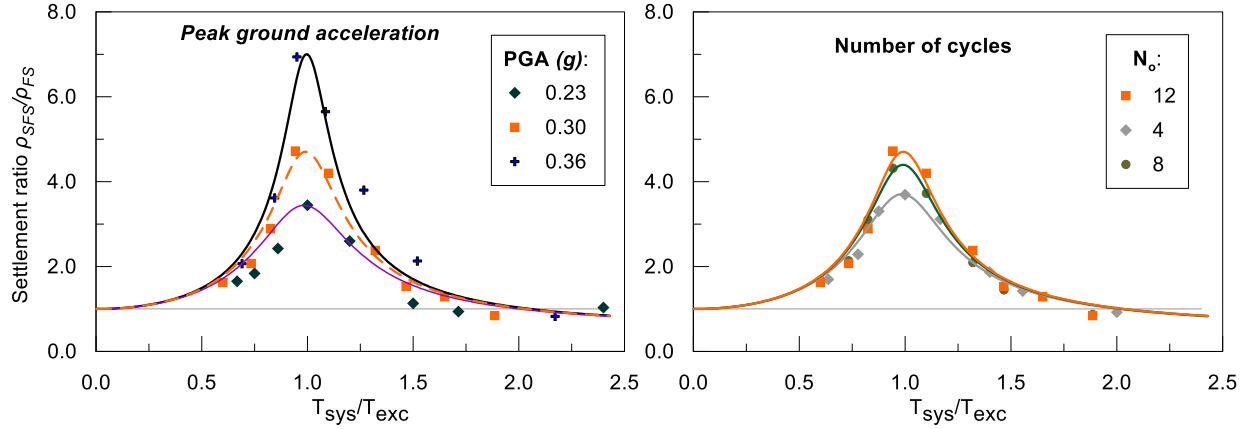 8.0
6.0
4.0
2.0
0.0
Settlement ratio ρSFS/ρFS
Peak ground acceleration
PGA (g):
0.23
0.30
0.36
0.0 0.5 1.0 1.5 2.0 2.5
Tsys/Texc
8.0
6.0
4.0
2.0
0.0
Number of cycles
No:
12
4
8
0.0 0.5 1.0 1.5 2.0 2.5
Tsys/Texc